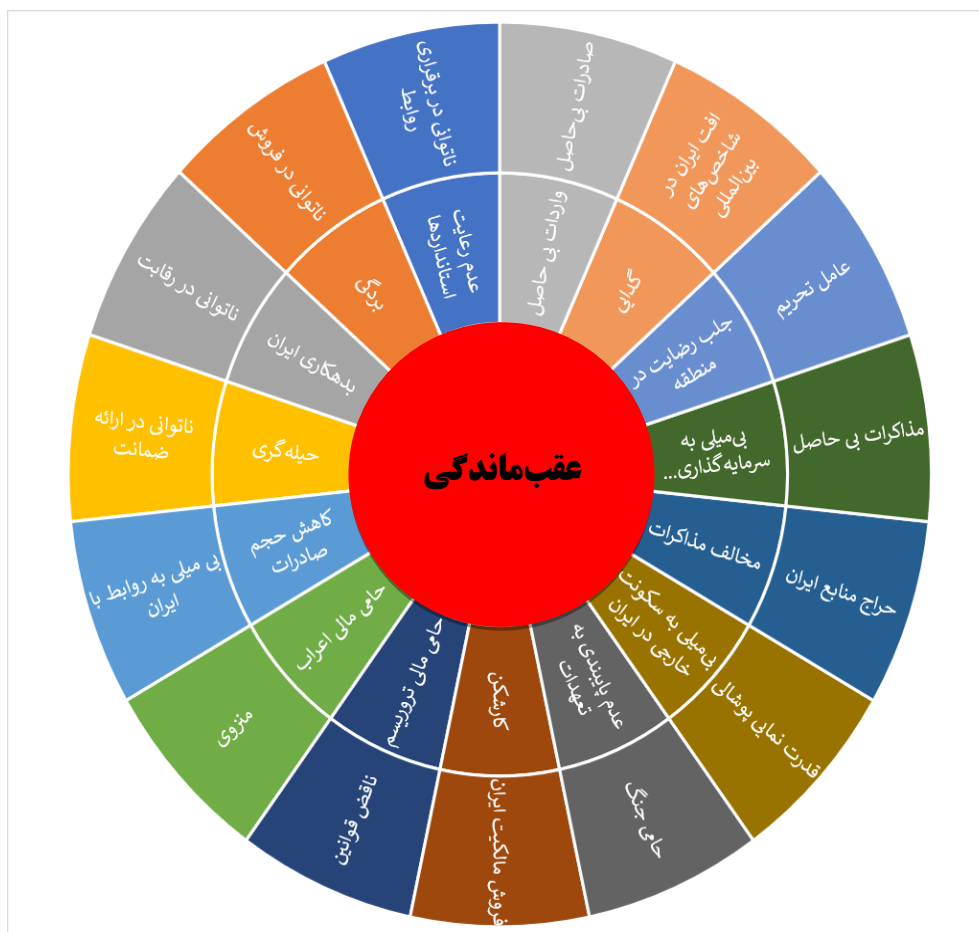 عقب‌ماندگی
صادرات بی‌حاصل
واردات بی حاصل
افت ایران در
شاخص‌های
بین‌المللی
گدایی
عامل تحریم
جلب رضایت در
منطقه
مذاکرات بی حاصل
بی‌میلی به
سرمایه‌گذاری...
حراج منابع ایران
مخالف مذاکرات
قدرت نمایی پوشالی
بی‌میلی به سکونت
خارجی در ایران
حامی جنگ
عدم پایبندی به
تعهدات
فروش مالکیت ایران
کارشکن
ناقض قوانین
حامی مالی تروریسم
منزوی
حامی مالی اعراب
بی میلی به روابط با
ایران
کاهش حجم
صادرات
ناتوانی در ارائه
ضمانت
حیله‌گری
ناتوانی در رقابت
بدهکاری ایران
ناتوانی در فروش
بردگی
ناتوانی در برقراری
روابط
عدم رعایت
استانداردها